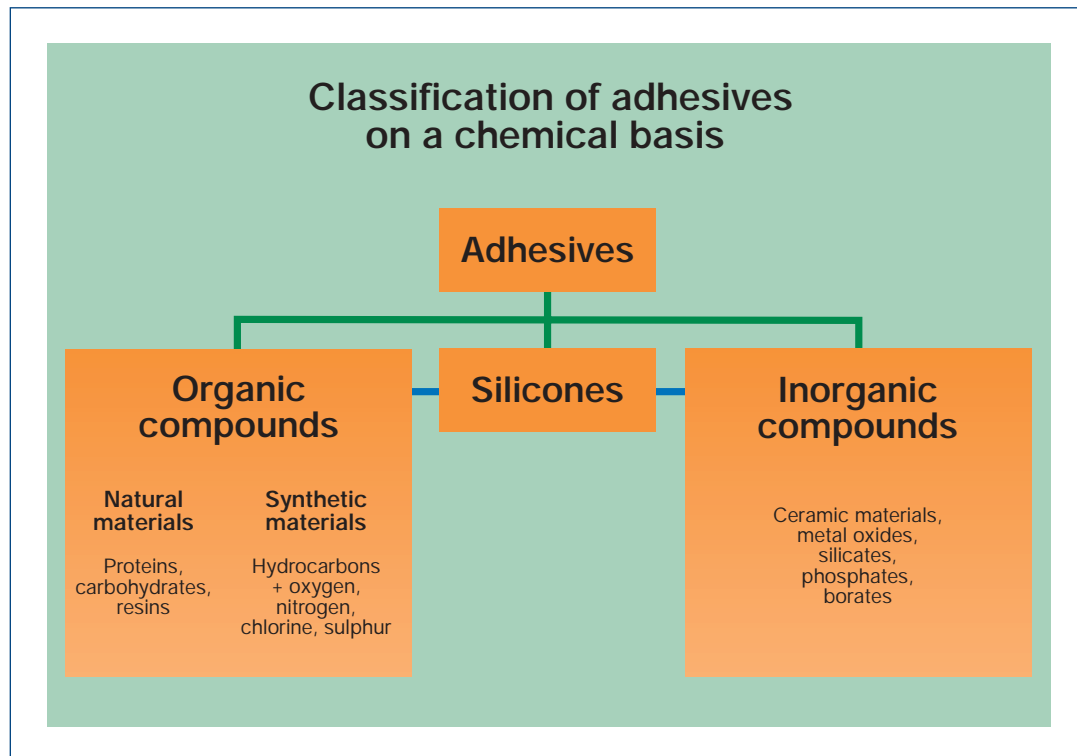 Classification of adhesives
on a chemical basis
Adhesives
Organic
compounds
Natural
materials
Proteins,
carbohydrates,
resins
Synthetic
materials
Hydrocarbons
+ oxygen,
nitrogen,
chlorine, sulphur
Silicones
Inorganic
compounds
Ceramic materials,
metal oxides,
silicates,
phosphates,
borates